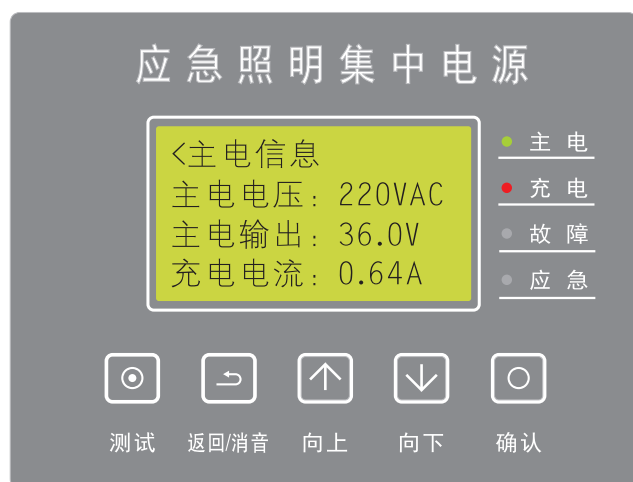 应急照明集中电源
<主电信息
主电电压: 220VAC
主电输出: 36.0V
充电电流: 0.64A
主电
充电
故障
应急
测试 返回/消音 向上 向下 确认